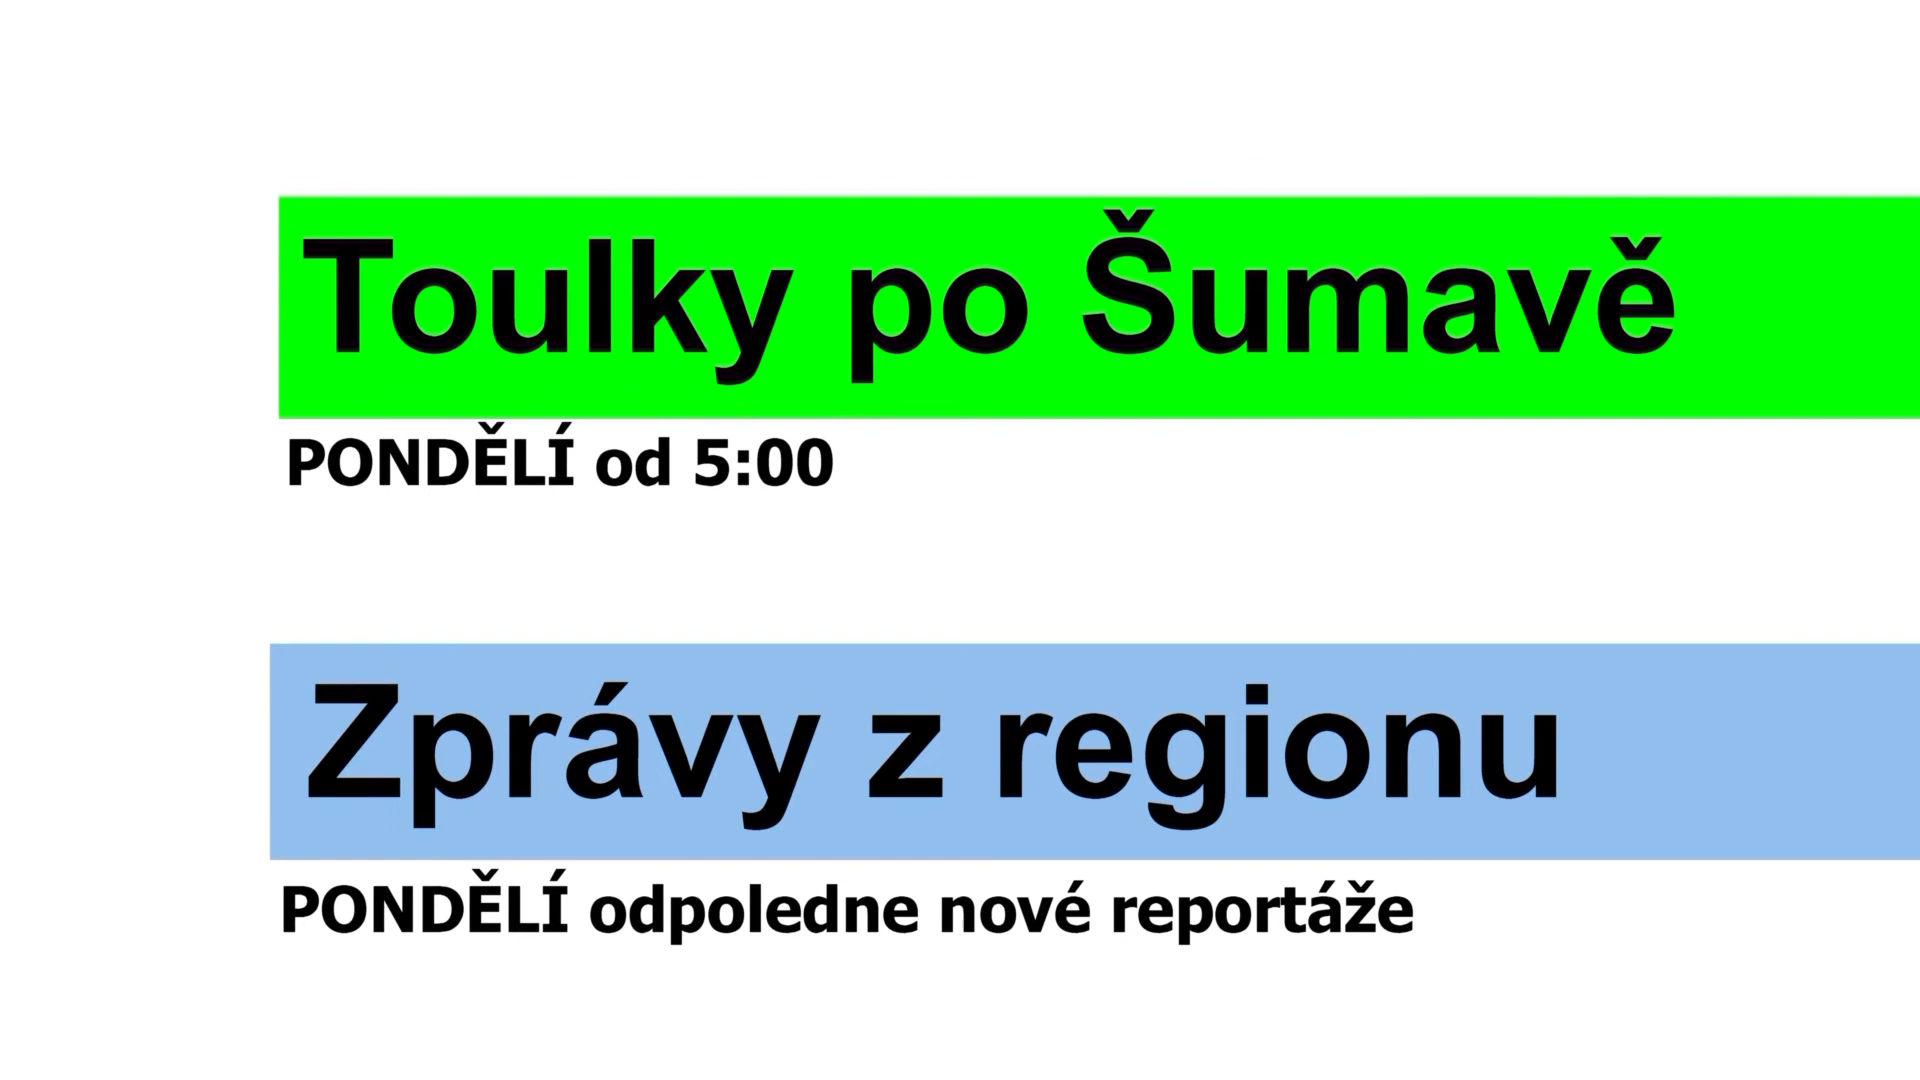 Toulky po Šumavě
PONDĚLÍ od 5:00
Zprávy z regionu
PONDĚLÍ odpoledne nové reportáže